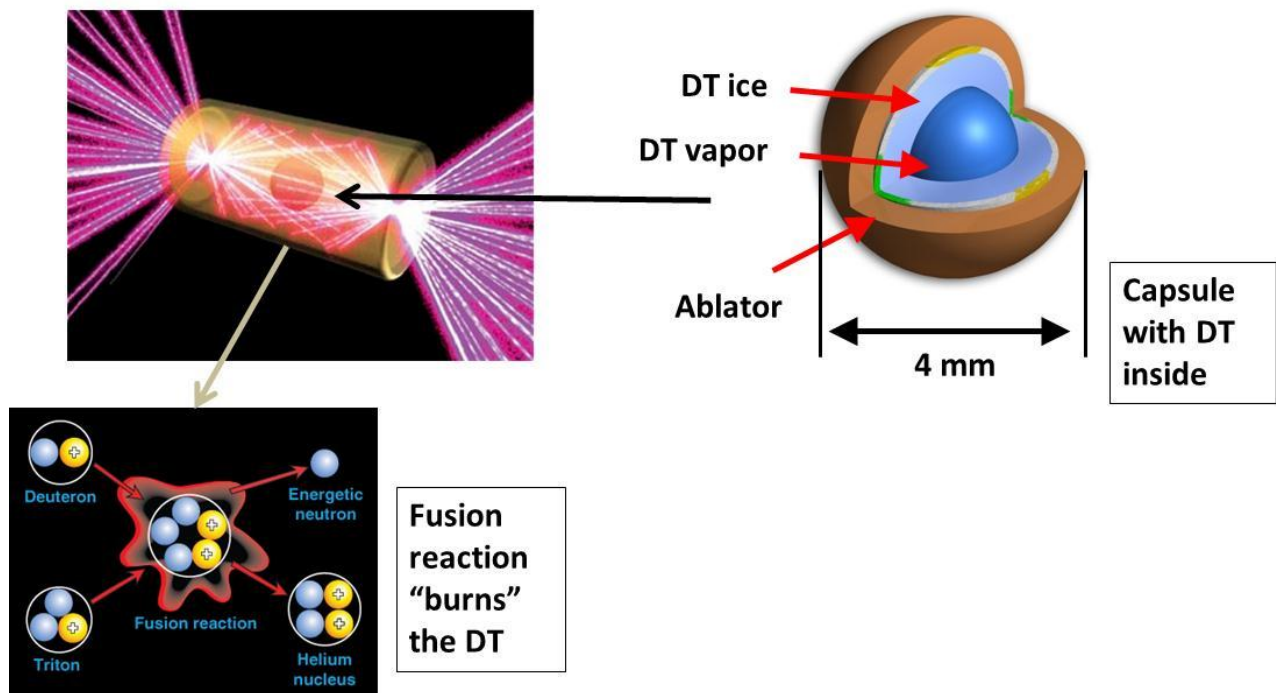 DT ice
DT vapor
Ablator
4 mm
Capsule
with DT
inside
Deuteron
Energetic
neutron
Triton
Fusion reaction
Helium
nucleus
Fusion
reaction
“burns”
the DT